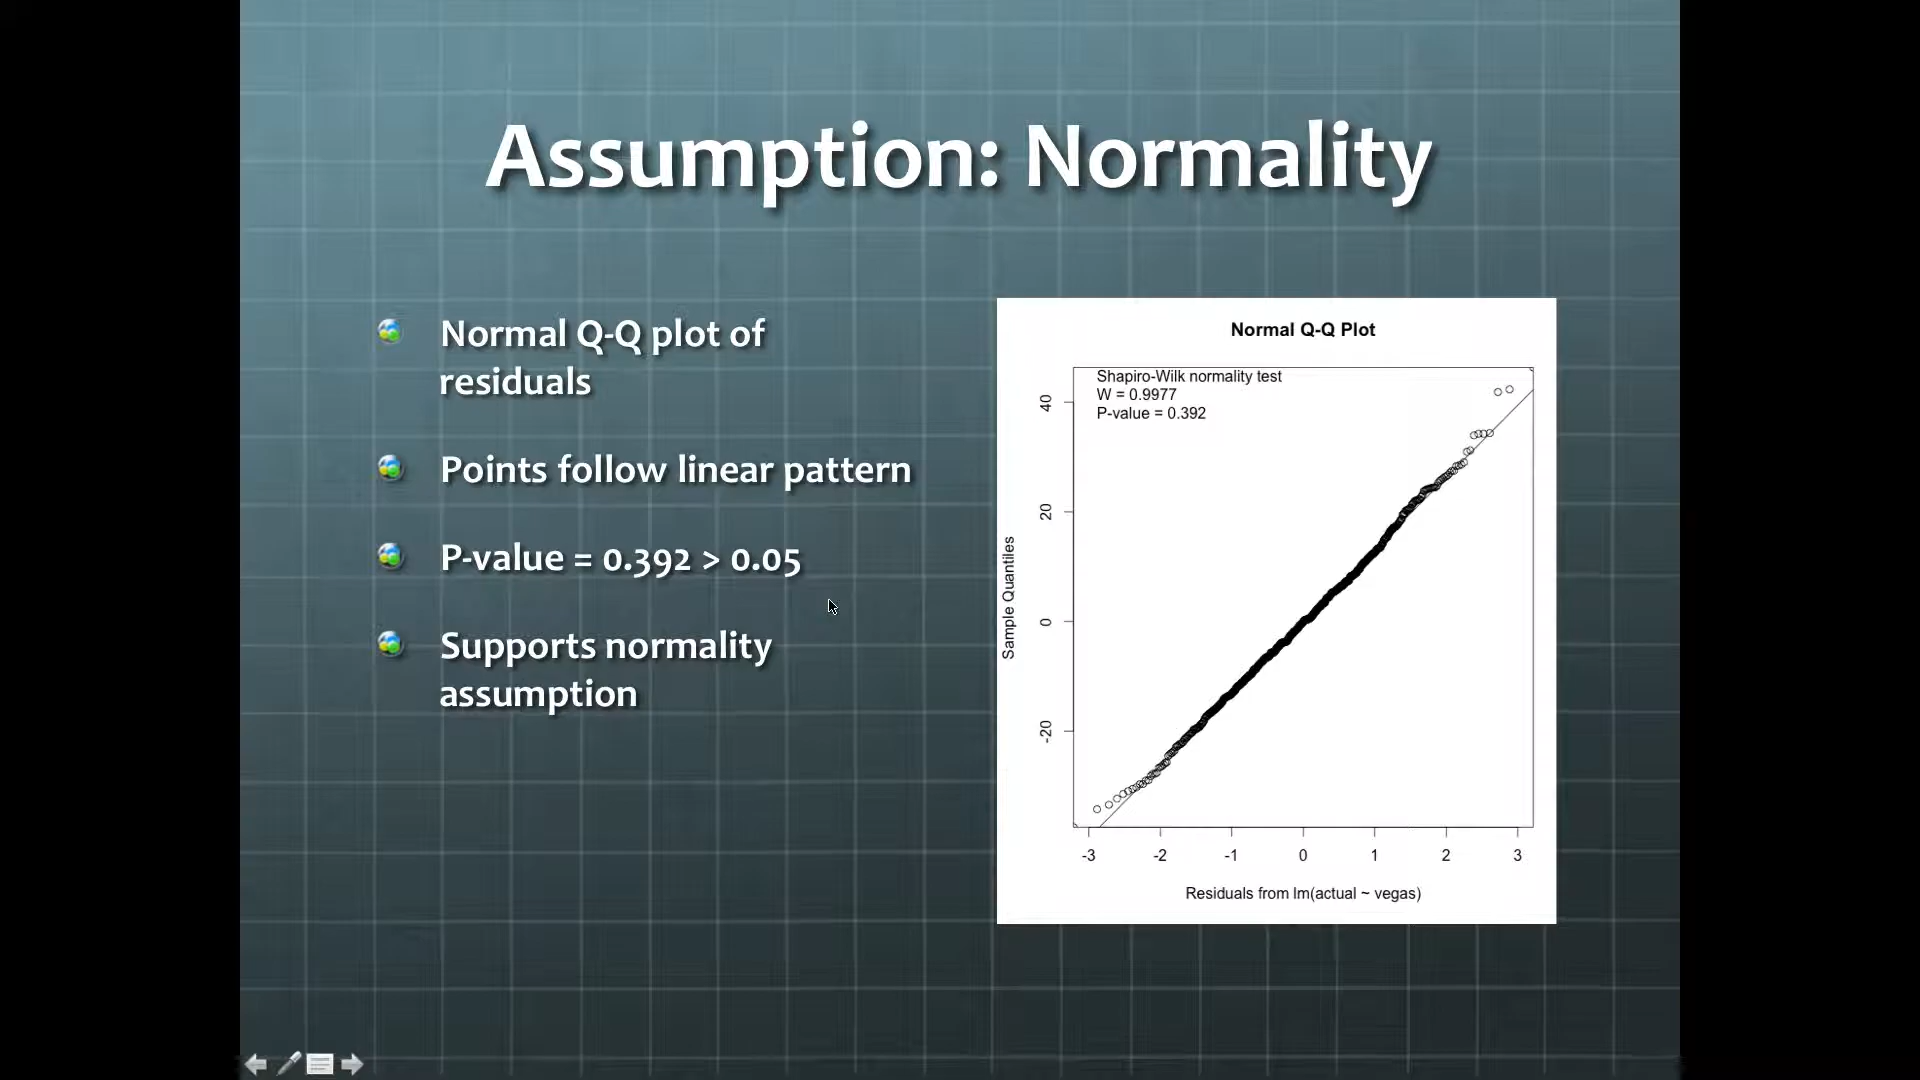 Assumption: Normality
Normal Q-Q plot of
residuals
Points follow linear pattern
P-value = 0.392 > 0.05
Supports normality
assumption
Normal Q-Q Plot
Shapiro-Wilk normality test
W = 0.9977
P-value = 0.392
40
20
0
-20
Sample Quantiles
-3 -2 -1 0 1 2 3
Residuals from lm(actual ~ vegas)